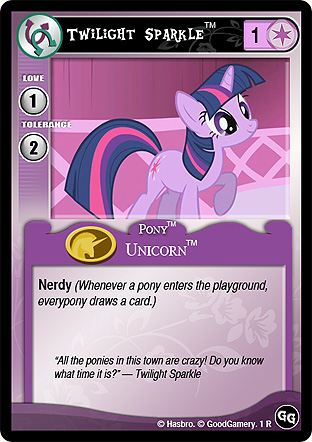 Twilight Sparkle™ 1
LOVE
1
TOLERANCE
2
Pony™
Unicorn™
Nerdy (Whenever a pony enters the playground,
everypony draws a card.)
"All the ponies in this town are crazy! Do you know
what time it is?" — Twilight Sparkle
© Hasbro. © GoodGamery. 1 R
GG